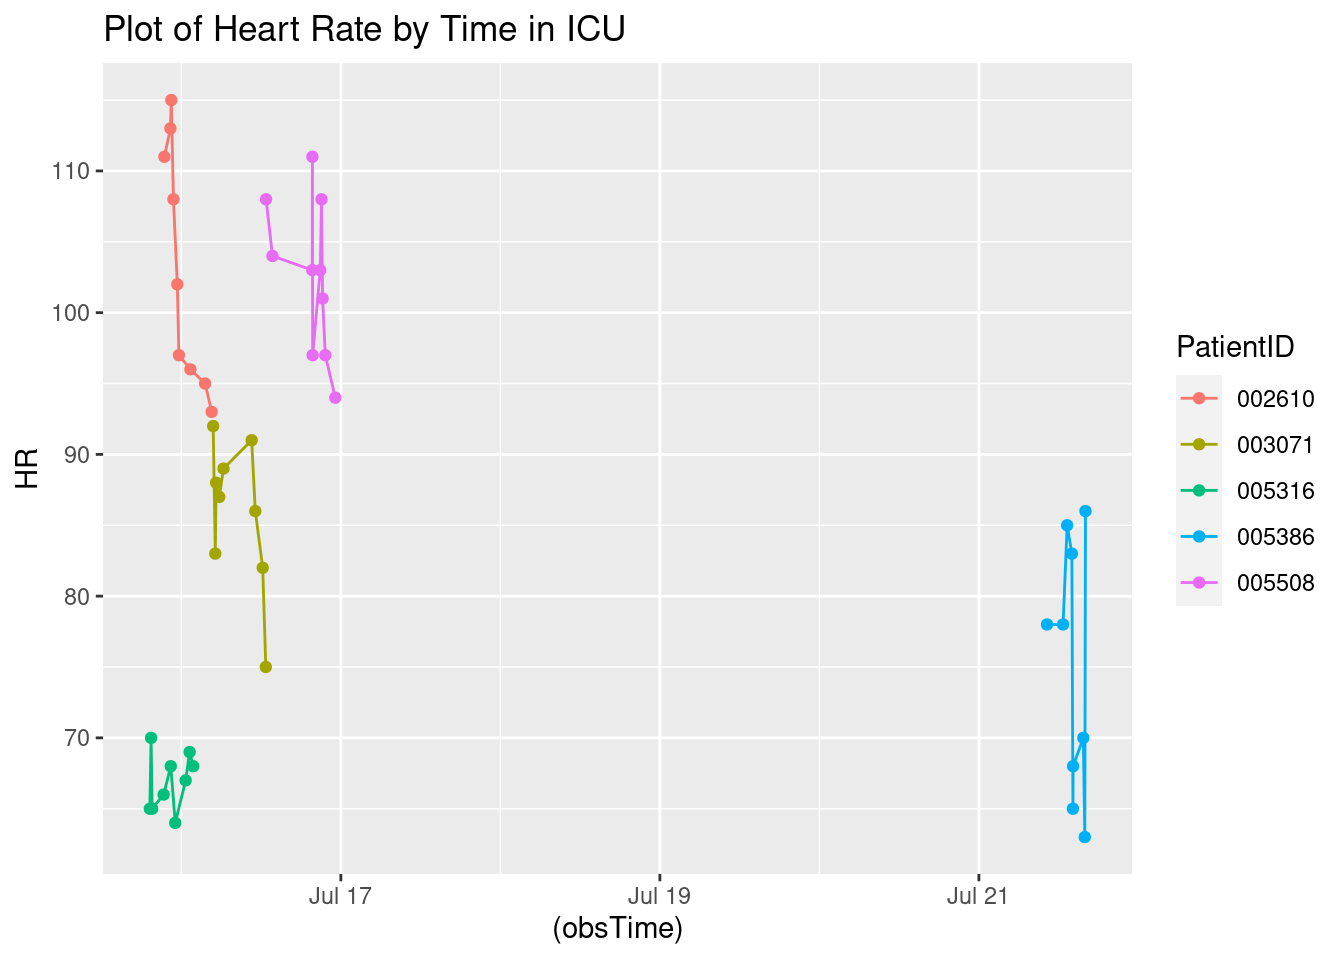 Plot of Heart Rate by Time in ICU
110
100
90
80
70
HR
Jul 17
Jul 19
Jul 21
(obsTime)
PatientID
002610
003071
005316
005386
005508